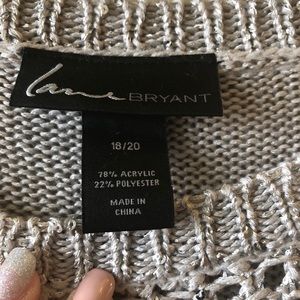 Lane BRYANT
18/20
78% ACRYLIC
22% POLYESTER
MADE IN
CHINA